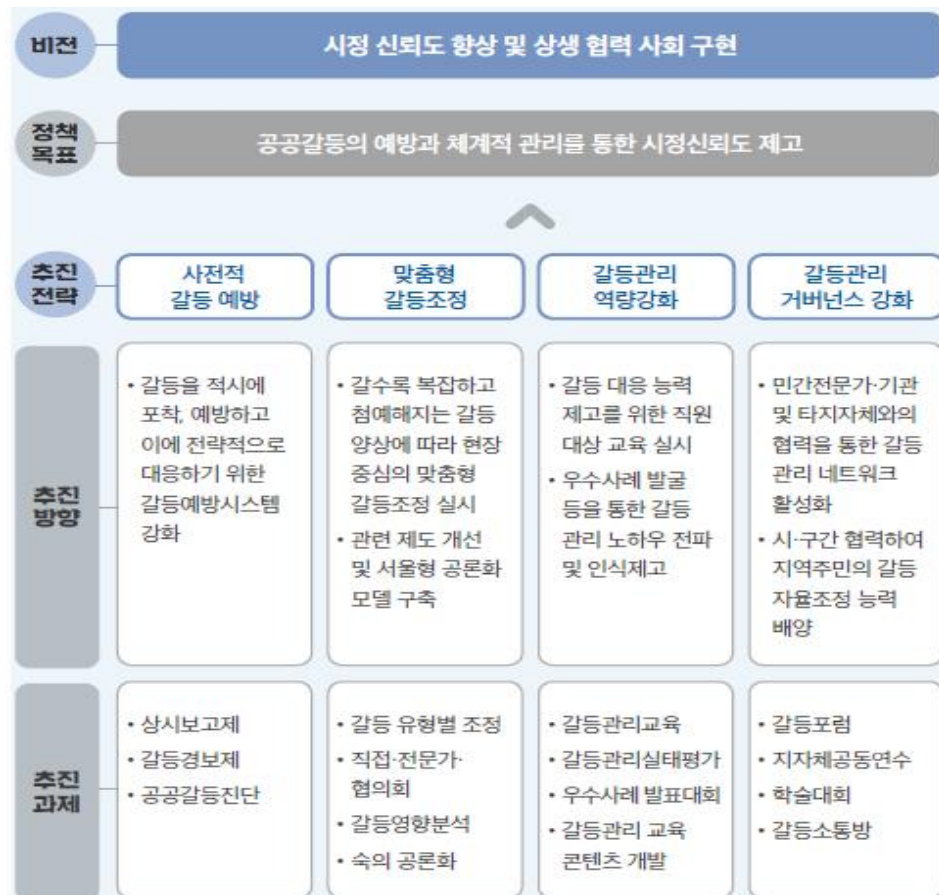 비전
시정 신뢰도 향상 및 상생 협력 사회 구현
정책
목표
공공갈등의 예방과 체계적 관리를 통한 시정신뢰도 제고
추진
전략
사전적
갈등 예방
맞춤형
갈등조정
갈등관리
역량강화
갈등관리
거버넌스 강화
추진
방향
• 갈등을 적시에
포착, 예방하고
이에 전략적으로
대응하기 위한
갈등예방시스템
강화
• 갈수록 복잡하고
첨예해지는 갈등
양상에 따라 현장
중심의 맞춤형
갈등조정 실시
• 관련 제도 개선
및 서울형 공론화
모델 구축
• 갈등 대응 능력
제고를 위한 직원
대상 교육 실시
• 우수사례 발굴
등을 통한 갈등
관리 노하우 전파
및 인식제고
• 민간전문가·기관
및 타지자체와의
협력을 통한 갈등
관리 네트워크
활성화
• 시·구간 협력하여
지역주민의 갈등
자율조정 능력
배양
추진
과제
• 상시보고제
• 갈등경보제
• 공공갈등진단
• 갈등 유형별 조정
• 직접·전문가·
협의회
• 갈등영향분석
• 숙의 공론화
• 갈등관리교육
• 갈등관리실태평가
• 우수사례 발표대회
• 갈등관리 교육
콘텐츠 개발
• 갈등포럼
• 지자체공동연수
• 학술대회
• 갈등소통방